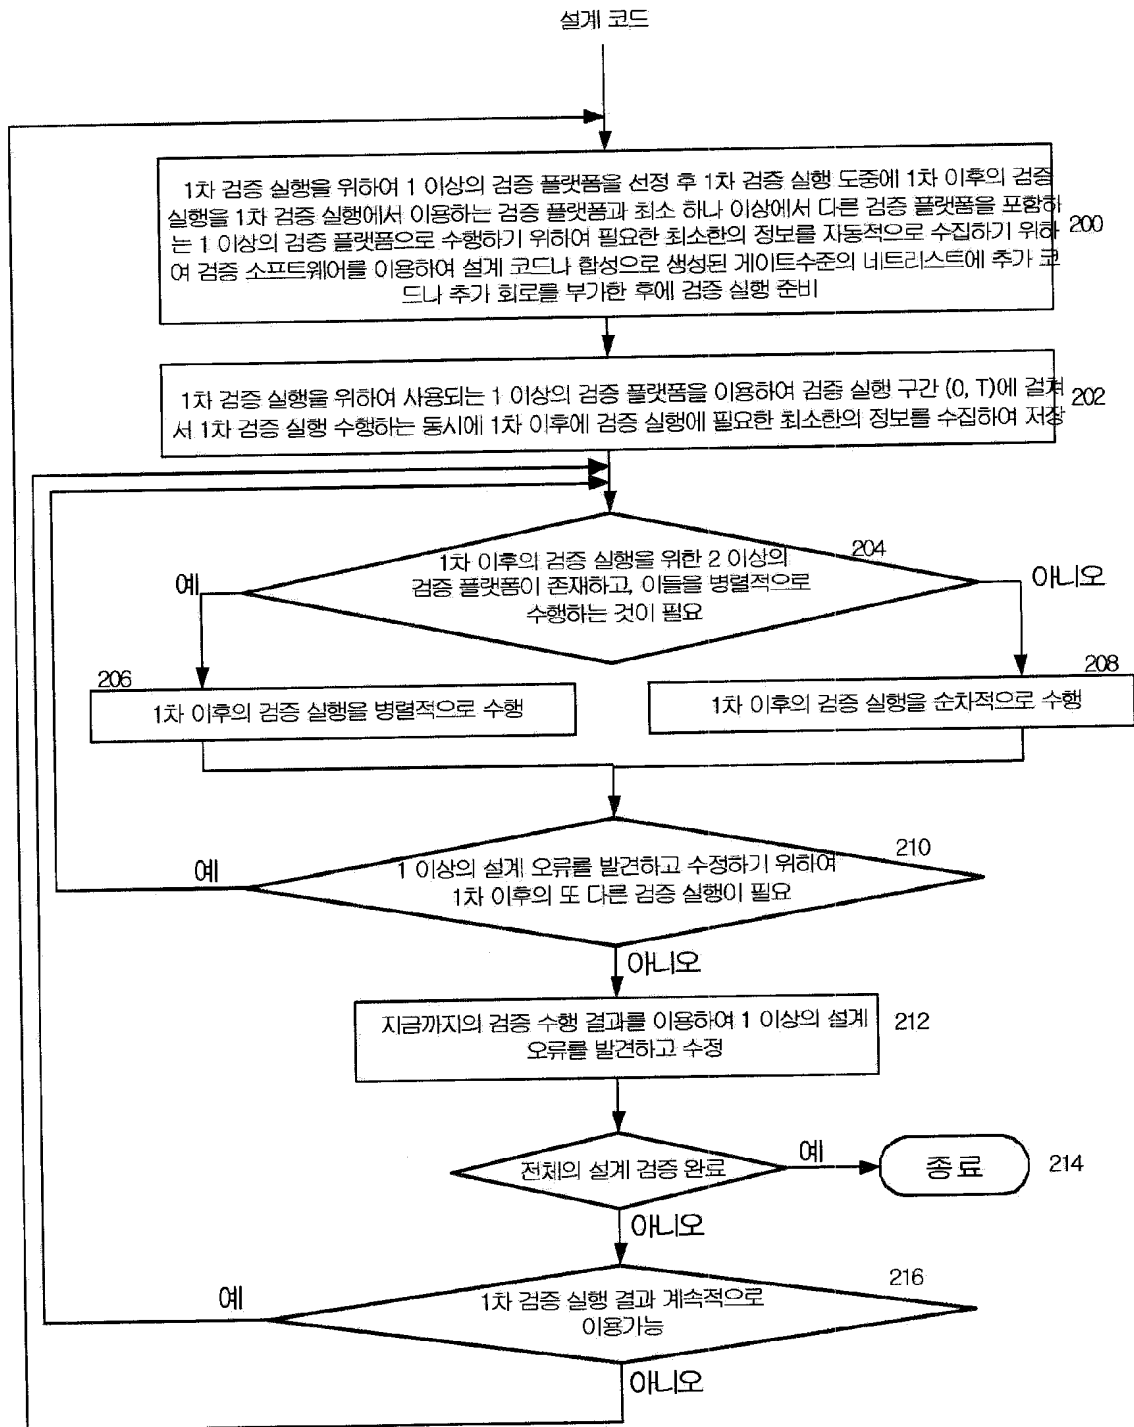 설계 코드
1차 검증 실행을 위하여 1 이상의 검증 플랫폼을 선정 후 1차 검증 실행 도중에 1차 이후의 검증
실행을 1차 검증 실행에서 이용하는 검증 플랫폼과 최소 하나 이상에서 다른 검증 플랫폼을 포함하
는 1 이상의 검증 플랫폼으로 수행하기 위하여 필요한 최소한의 정보를 자동적으로 수집하기 위하
여 검증 소프트웨어를 이용하여 설계 코드나 합성으로 생성된 게이트수준의 네트리스트에 추가 코
드나 추가 회로를 부가한 후에 검증 실행 준비
200
1차 검증 실행을 위하여 사용되는 1 이상의 검증 플랫폼을 이용하여 검증 실행 구간 (0, T)에 걸쳐
서 1차 검증 실행 수행하는 동시에 1차 이후에 검증 실행에 필요한 최소한의 정보를 수집하여 저장
202
1차 이후의 검증 실행을 위한 2 이상의
검증 플랫폼이 존재하고, 이들을 병렬적으로
수행하는 것이 필요
204
예
아니오
206
1차 이후의 검증 실행을 병렬적으로 수행
208
1차 이후의 검증 실행을 순차적으로 수행
1 이상의 설계 오류를 발견하고 수정하기 위하여
1차 이후의 또 다른 검증 실행이 필요
210
예
아니오
지금까지의 검증 수행 결과를 이용하여 1 이상의 설계
오류를 발견하고 수정
212
전체의 설계 검증 완료
예
종료
214
아니오
1차 검증 실행 결과 계속적으로
이용가능
216
예
아니오